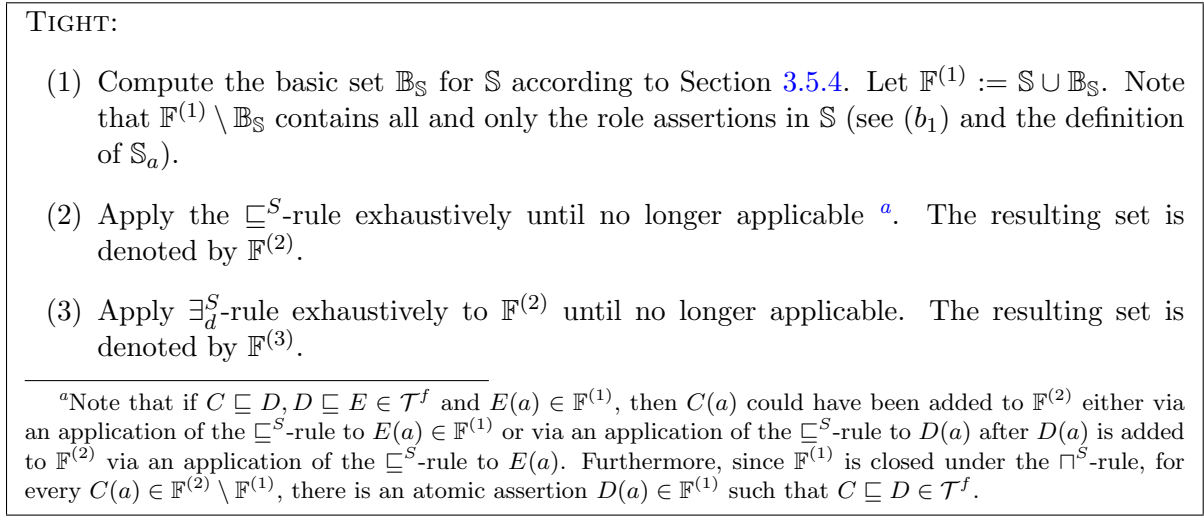 TIGHT:
(1) Compute the basic set 𝔹_𝕊 for 𝕊 according to Section 3.5.4. Let 𝔽^(1) := 𝕊 ∪ 𝔹_𝕊. Note
that 𝔽^(1) \ 𝔹_𝕊 contains all and only the role assertions in 𝕊 (see (b₁) and the definition
of 𝕊_a).
(2) Apply the ⊑^S-rule exhaustively until no longer applicable ^a. The resulting set is
denoted by 𝔽^(2).
(3) Apply ∃_d^S-rule exhaustively to 𝔽^(2) until no longer applicable. The resulting set is
denoted by 𝔽^(3).
^aNote that if C ⊑ D, D ⊑ E ∈ 𝒯^f and E(a) ∈ 𝔽^(1), then C(a) could have been added to 𝔽^(2) either via
an application of the ⊑^S-rule to E(a) ∈ 𝔽^(1) or via an application of the ⊑^S-rule to D(a) after D(a) is added
to 𝔽^(2) via an application of the ⊑^S-rule to E(a). Furthermore, since 𝔽^(1) is closed under the ⊓^S-rule, for
every C(a) ∈ 𝔽^(2) \ 𝔽^(1), there is an atomic assertion D(a) ∈ 𝔽^(1) such that C ⊑ D ∈ 𝒯^f.